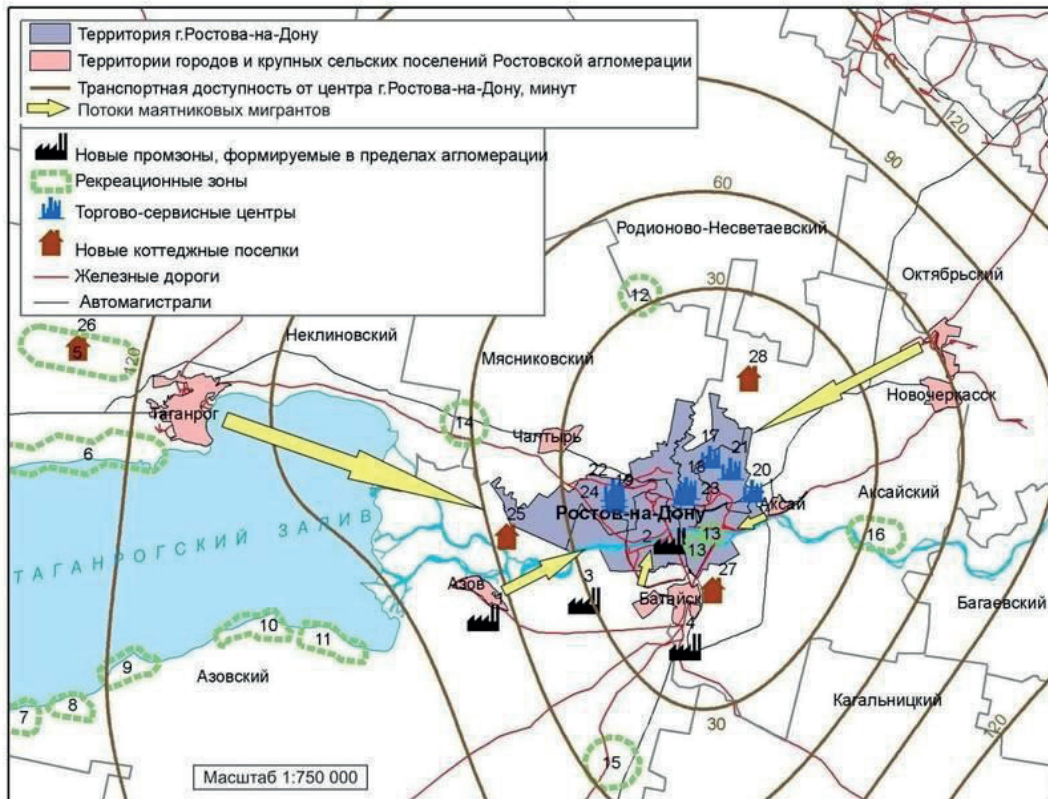 Территория г.Ростова-на-Дону
Территории городов и крупных сельских поселений Ростовской агломерации
Транспортная доступность от центра г.Ростова-на-Дону, минут
Потоки маятниковых мигрантов
Новые промзоны, формируемые в пределах агломерации
Рекреационные зоны
Торгово-сервисные центры
Новые коттеджные поселки
Железные дороги
Автомагистрали
120
90
60
Родионово-Несветаевский
Октябрьский
30
12
26
5
120
Неклиновский
Мясниковский
28
Новочеркасск
Таганрог
14
Чалтырь
6
17
21
18
20
22
19
23
24
Ростов-на-Дону
Аксай
Аксайский
25
2
13
13
16
ТАГАНРОГСКИЙ ЗАЛИВ
Азов
1
3
Батайск
27
Багаевский
4
10
11
9
Азовский
7
8
Кагальницкий
30
120
15
Масштаб 1:750 000